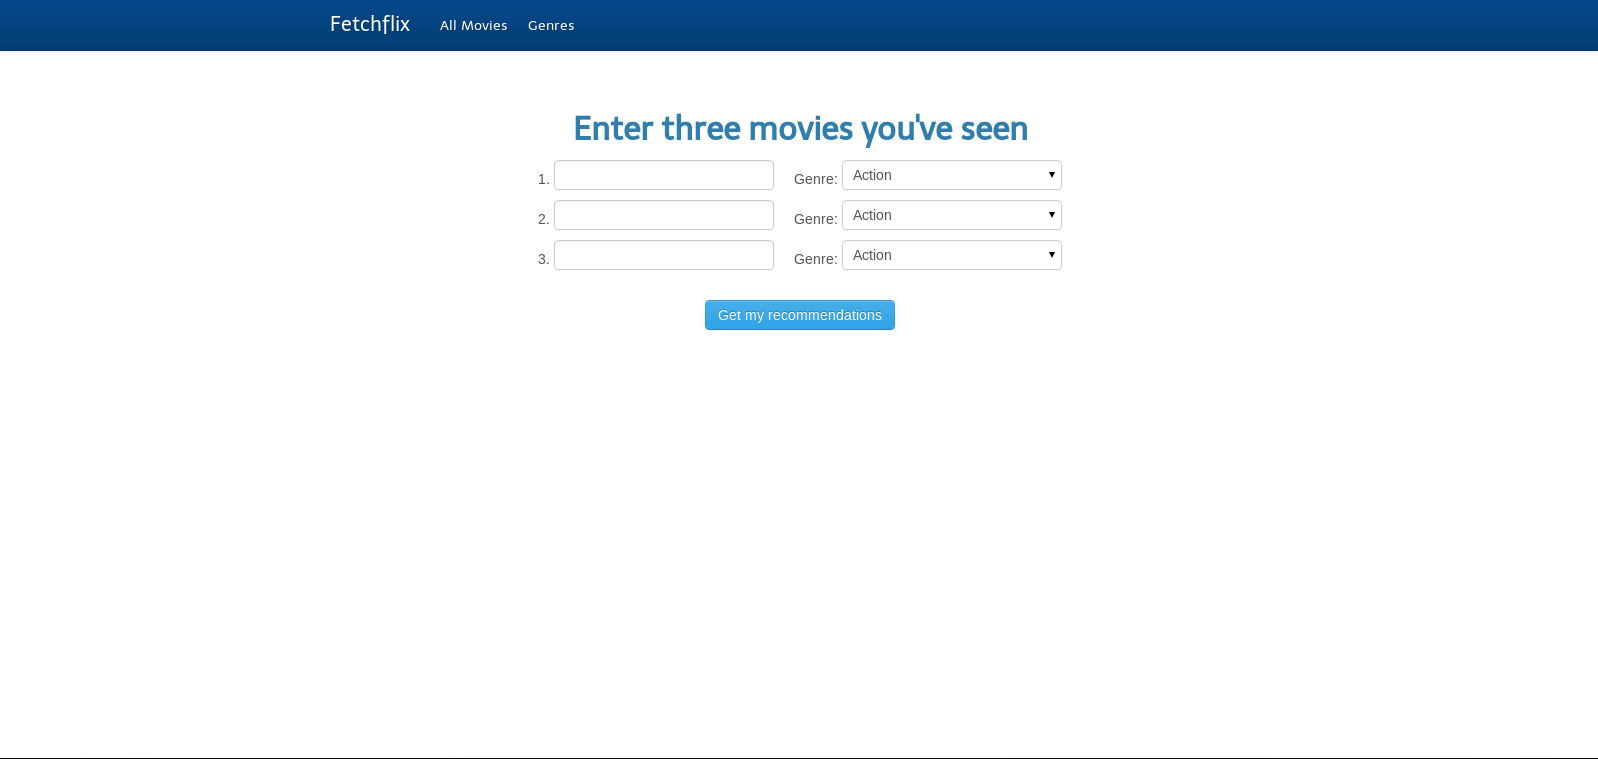 Fetchflix All Movies Genres
Enter three movies you've seen
1. Genre: Action
2. Genre: Action
3. Genre: Action
Get my recommendations